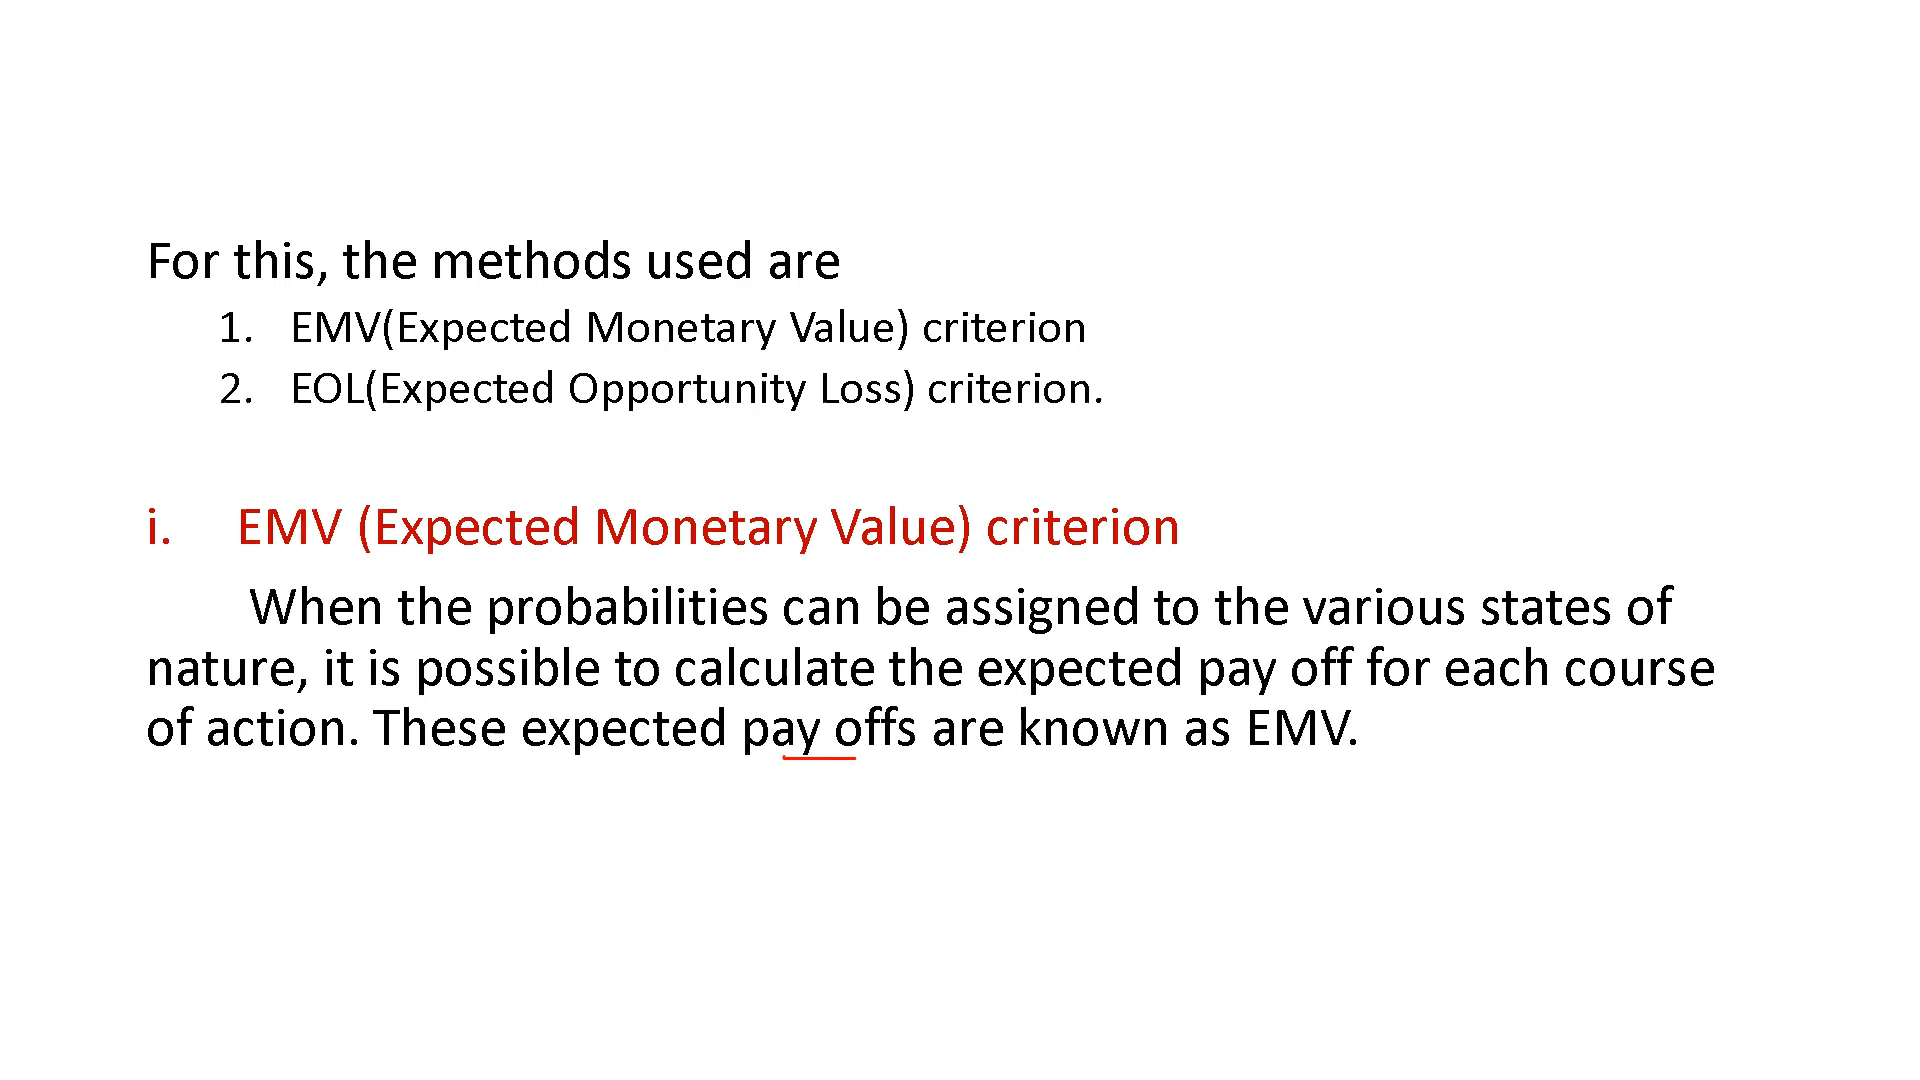 For this, the methods used are
1. EMV(Expected Monetary Value) criterion
2. EOL(Expected Opportunity Loss) criterion.
i. EMV (Expected Monetary Value) criterion
When the probabilities can be assigned to the various states of
nature, it is possible to calculate the expected pay off for each course
of action. These expected pay offs are known as EMV.